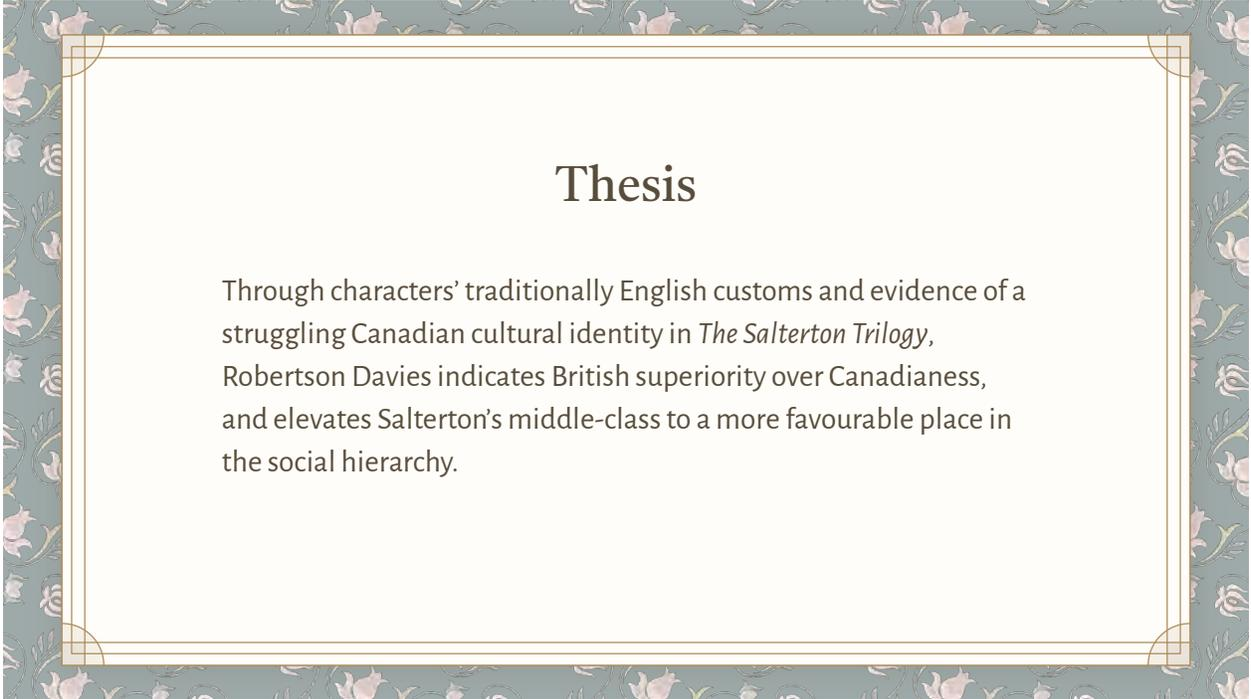 Thesis
Through characters’ traditionally English customs and evidence of a
struggling Canadian cultural identity in The Salterton Trilogy,
Robertson Davies indicates British superiority over Canadianess,
and elevates Salterton’s middle-class to a more favourable place in
the social hierarchy.